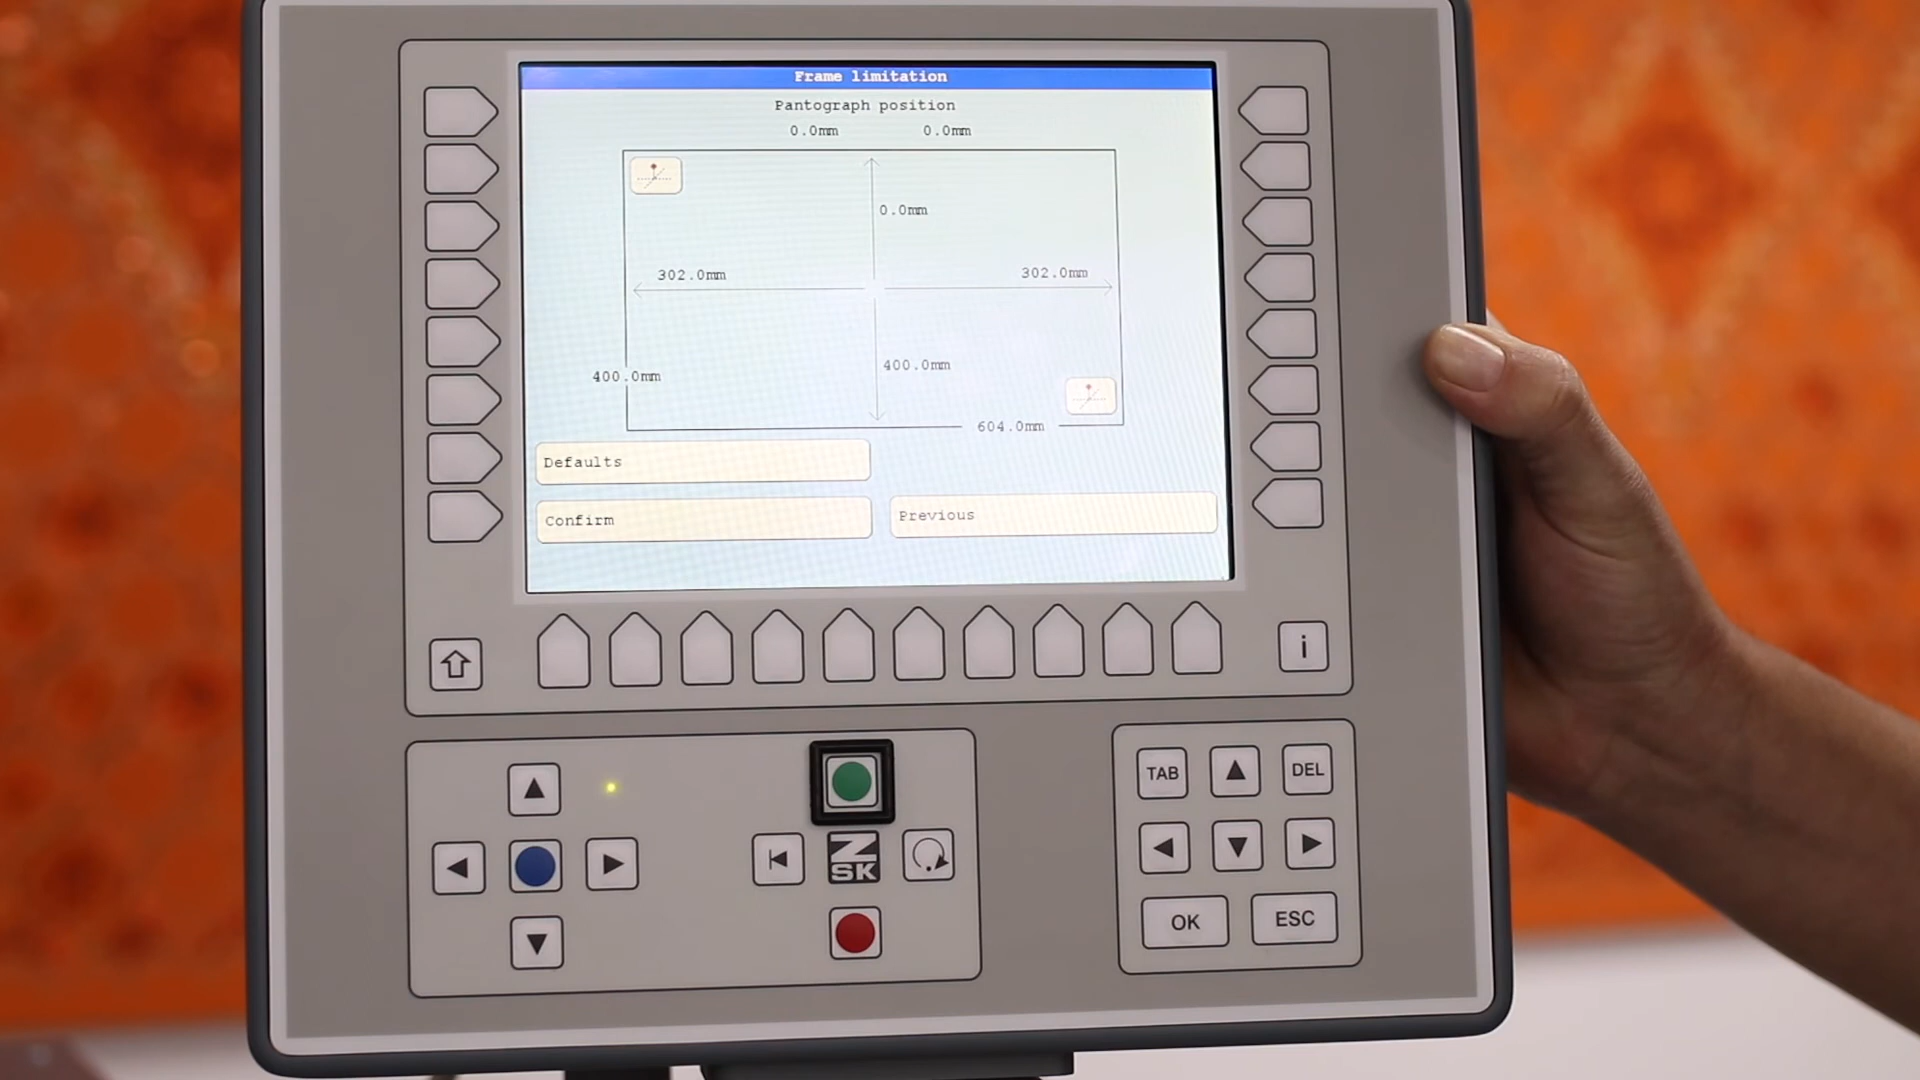 Frame limitation
Pantograph position
0.0mm 0.0mm
0.0mm
302.0mm 302.0mm
400.0mm
400.0mm
604.0mm
Defaults
Confirm Previous
i
TAB DEL
Z
SK
OK ESC